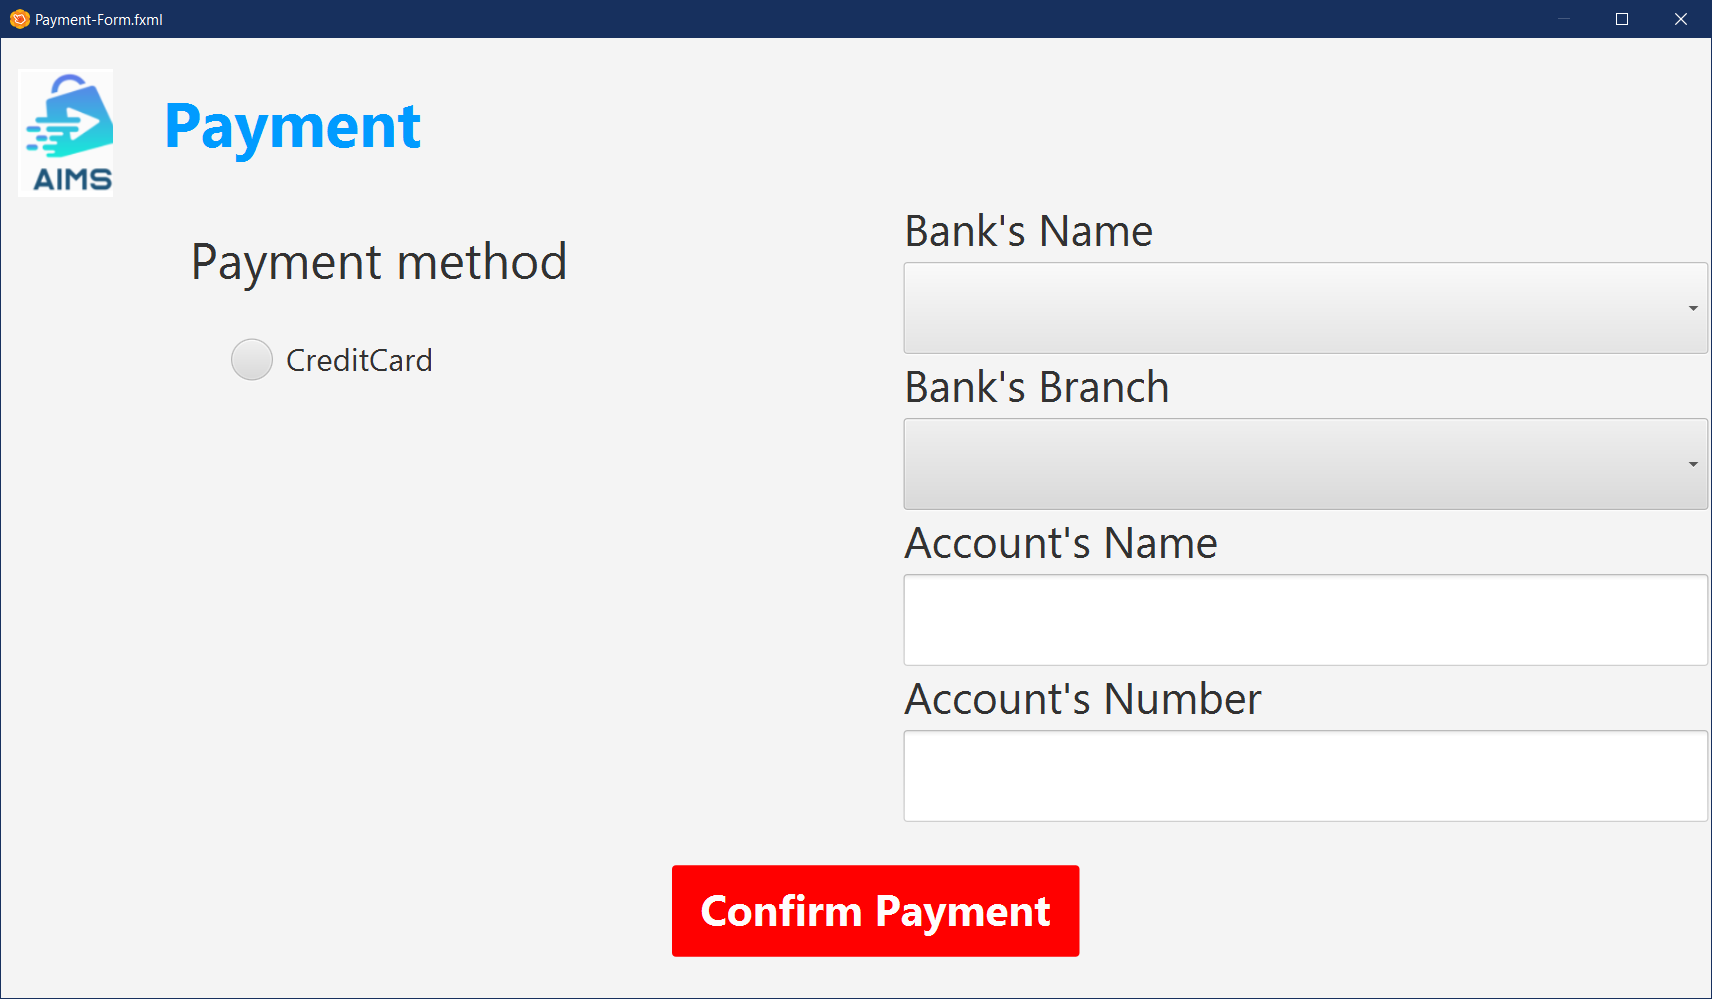 Payment-Form.fxml
AIMS
Payment
Payment method
CreditCard
Bank's Name
Bank's Branch
Account's Name
Account's Number
Confirm Payment